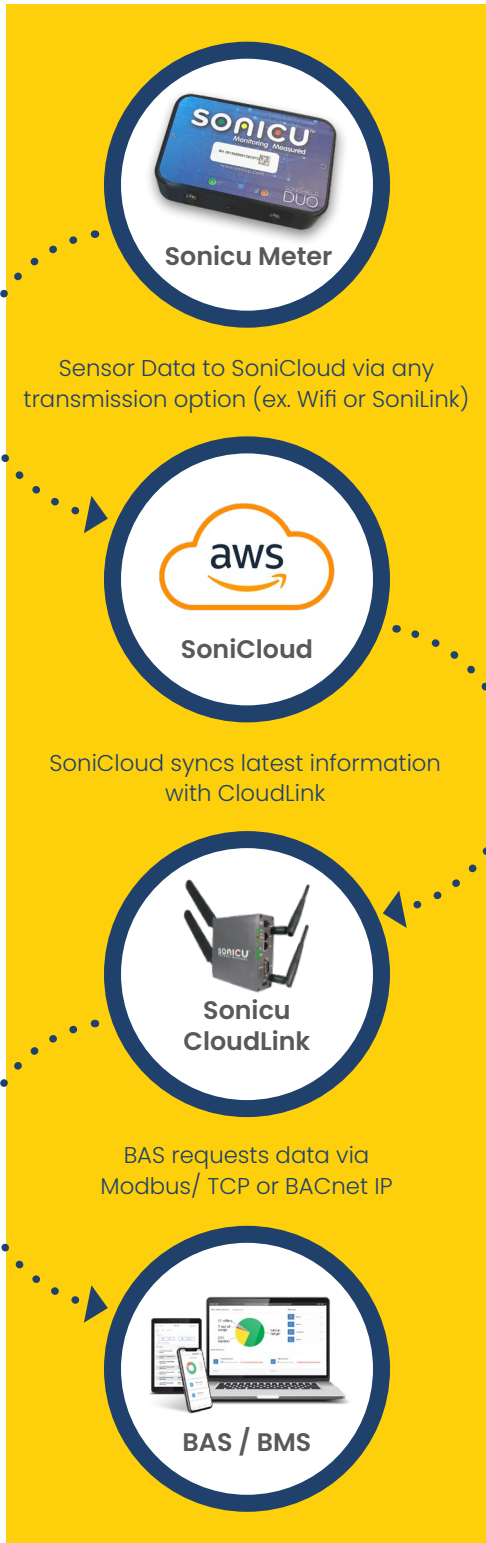 SONICU
Monitoring Measured
DUO
Sonicu Meter
Sensor Data to SoniCloud via any
transmission option (ex. Wifi or SoniLink)
aws
SoniCloud
SoniCloud syncs latest information
with CloudLink
SONICU
Sonicu
CloudLink
BAS requests data via
Modbus/ TCP or BACnet IP
BAS / BMS